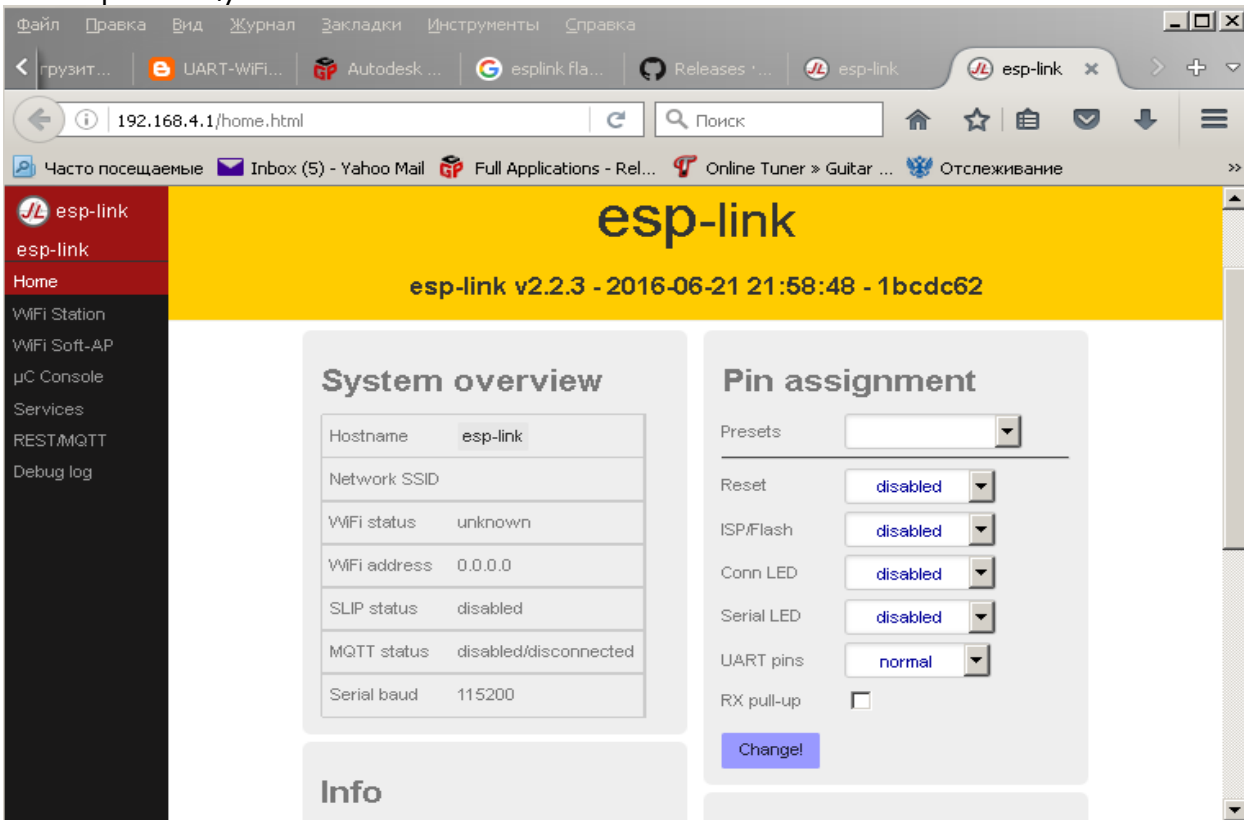 Файл Правка Вид Журнал Закладки Инструменты Справка
грузит... UART-WiFi... Autodesk ... esplink fla... Releases · ... esp-link esp-link
192.168.4.1/home.html Поиск
Часто посещаемые Inbox (5) - Yahoo Mail Full Applications - Rel... Online Tuner » Guitar ... Отслеживание
esp-link
esp-link
Home
WiFi Station
WiFi Soft-AP
µC Console
Services
REST/MQTT
Debug log
esp-link
esp-link v2.2.3 - 2016-06-21 21:58:48 - 1bcdc62
System overview
Hostname esp-link
Network SSID
WiFi status unknown
WiFi address 0.0.0.0
SLIP status disabled
MQTT status disabled/disconnected
Serial baud 115200
Info
Pin assignment
Presets
Reset disabled
ISP/Flash disabled
Conn LED disabled
Serial LED disabled
UART pins normal
RX pull-up
Change!